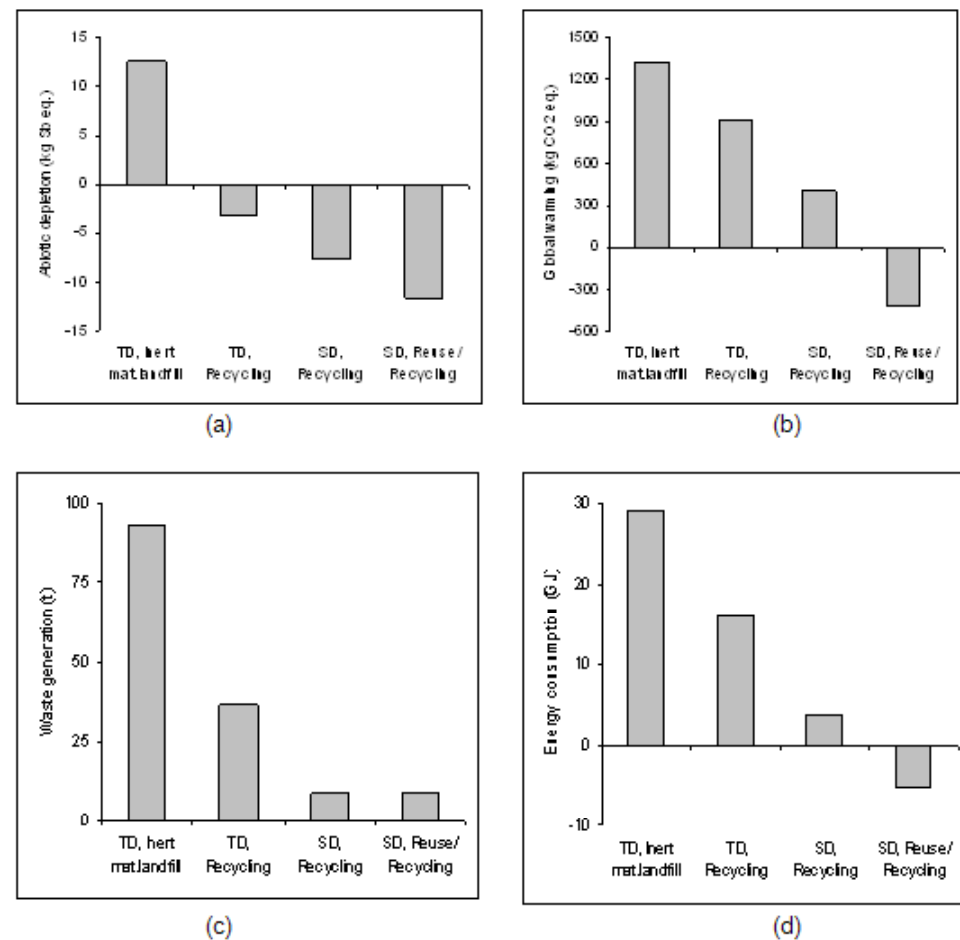 15
10
5
0
-5
-10
-15
Abiotic depletion (kg Sb eq.)
TD, Inert mat.landfill
TD, Recycling
SD, Recycling
SD, Reuse/ Recycling
(a)
1500
1200
900
600
300
0
-300
-600
Global warming (kg CO2 eq.)
TD, Inert mat.landfill
TD, Recycling
SD, Recycling
SD, Reuse/ Recycling
(b)
100
75
50
25
0
Waste generation (t)
TD, Inert mat.landfill
TD, Recycling
SD, Recycling
SD, Reuse/ Recycling
(c)
30
20
10
0
-10
Energy consumption (GJ)
TD, Inert mat.landfill
TD, Recycling
SD, Recycling
SD, Reuse/ Recycling
(d)